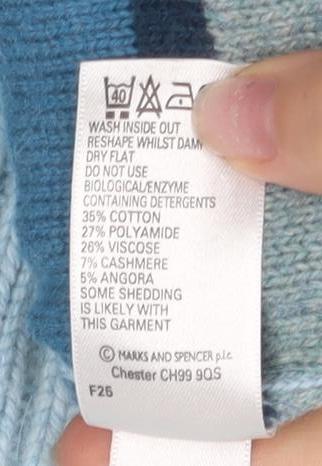 40
WASH INSIDE OUT
RESHAPE WHILST DAMP
DRY FLAT
DO NOT USE
BIOLOGICAL/ENZYME
CONTAINING DETERGENTS
35% COTTON
27% POLYAMIDE
26% VISCOSE
7% CASHMERE
5% ANGORA
SOME SHEDDING
IS LIKELY WITH
THIS GARMENT
© MARKS AND SPENCER p.l.c.
Chester CH99 9QS
F25